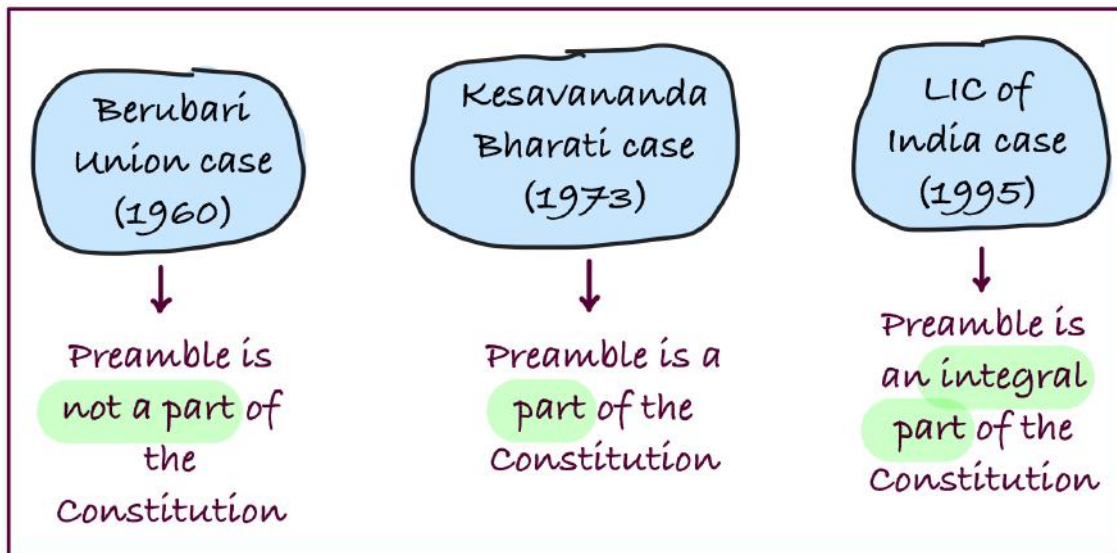 Berubari
Union case
(1960)
Preamble is
not a part of
the
Constitution
Kesavananda
Bharati case
(1973)
Preamble is a
part of the
Constitution
LIC of
India case
(1995)
Preamble is
an integral
part of the
Constitution